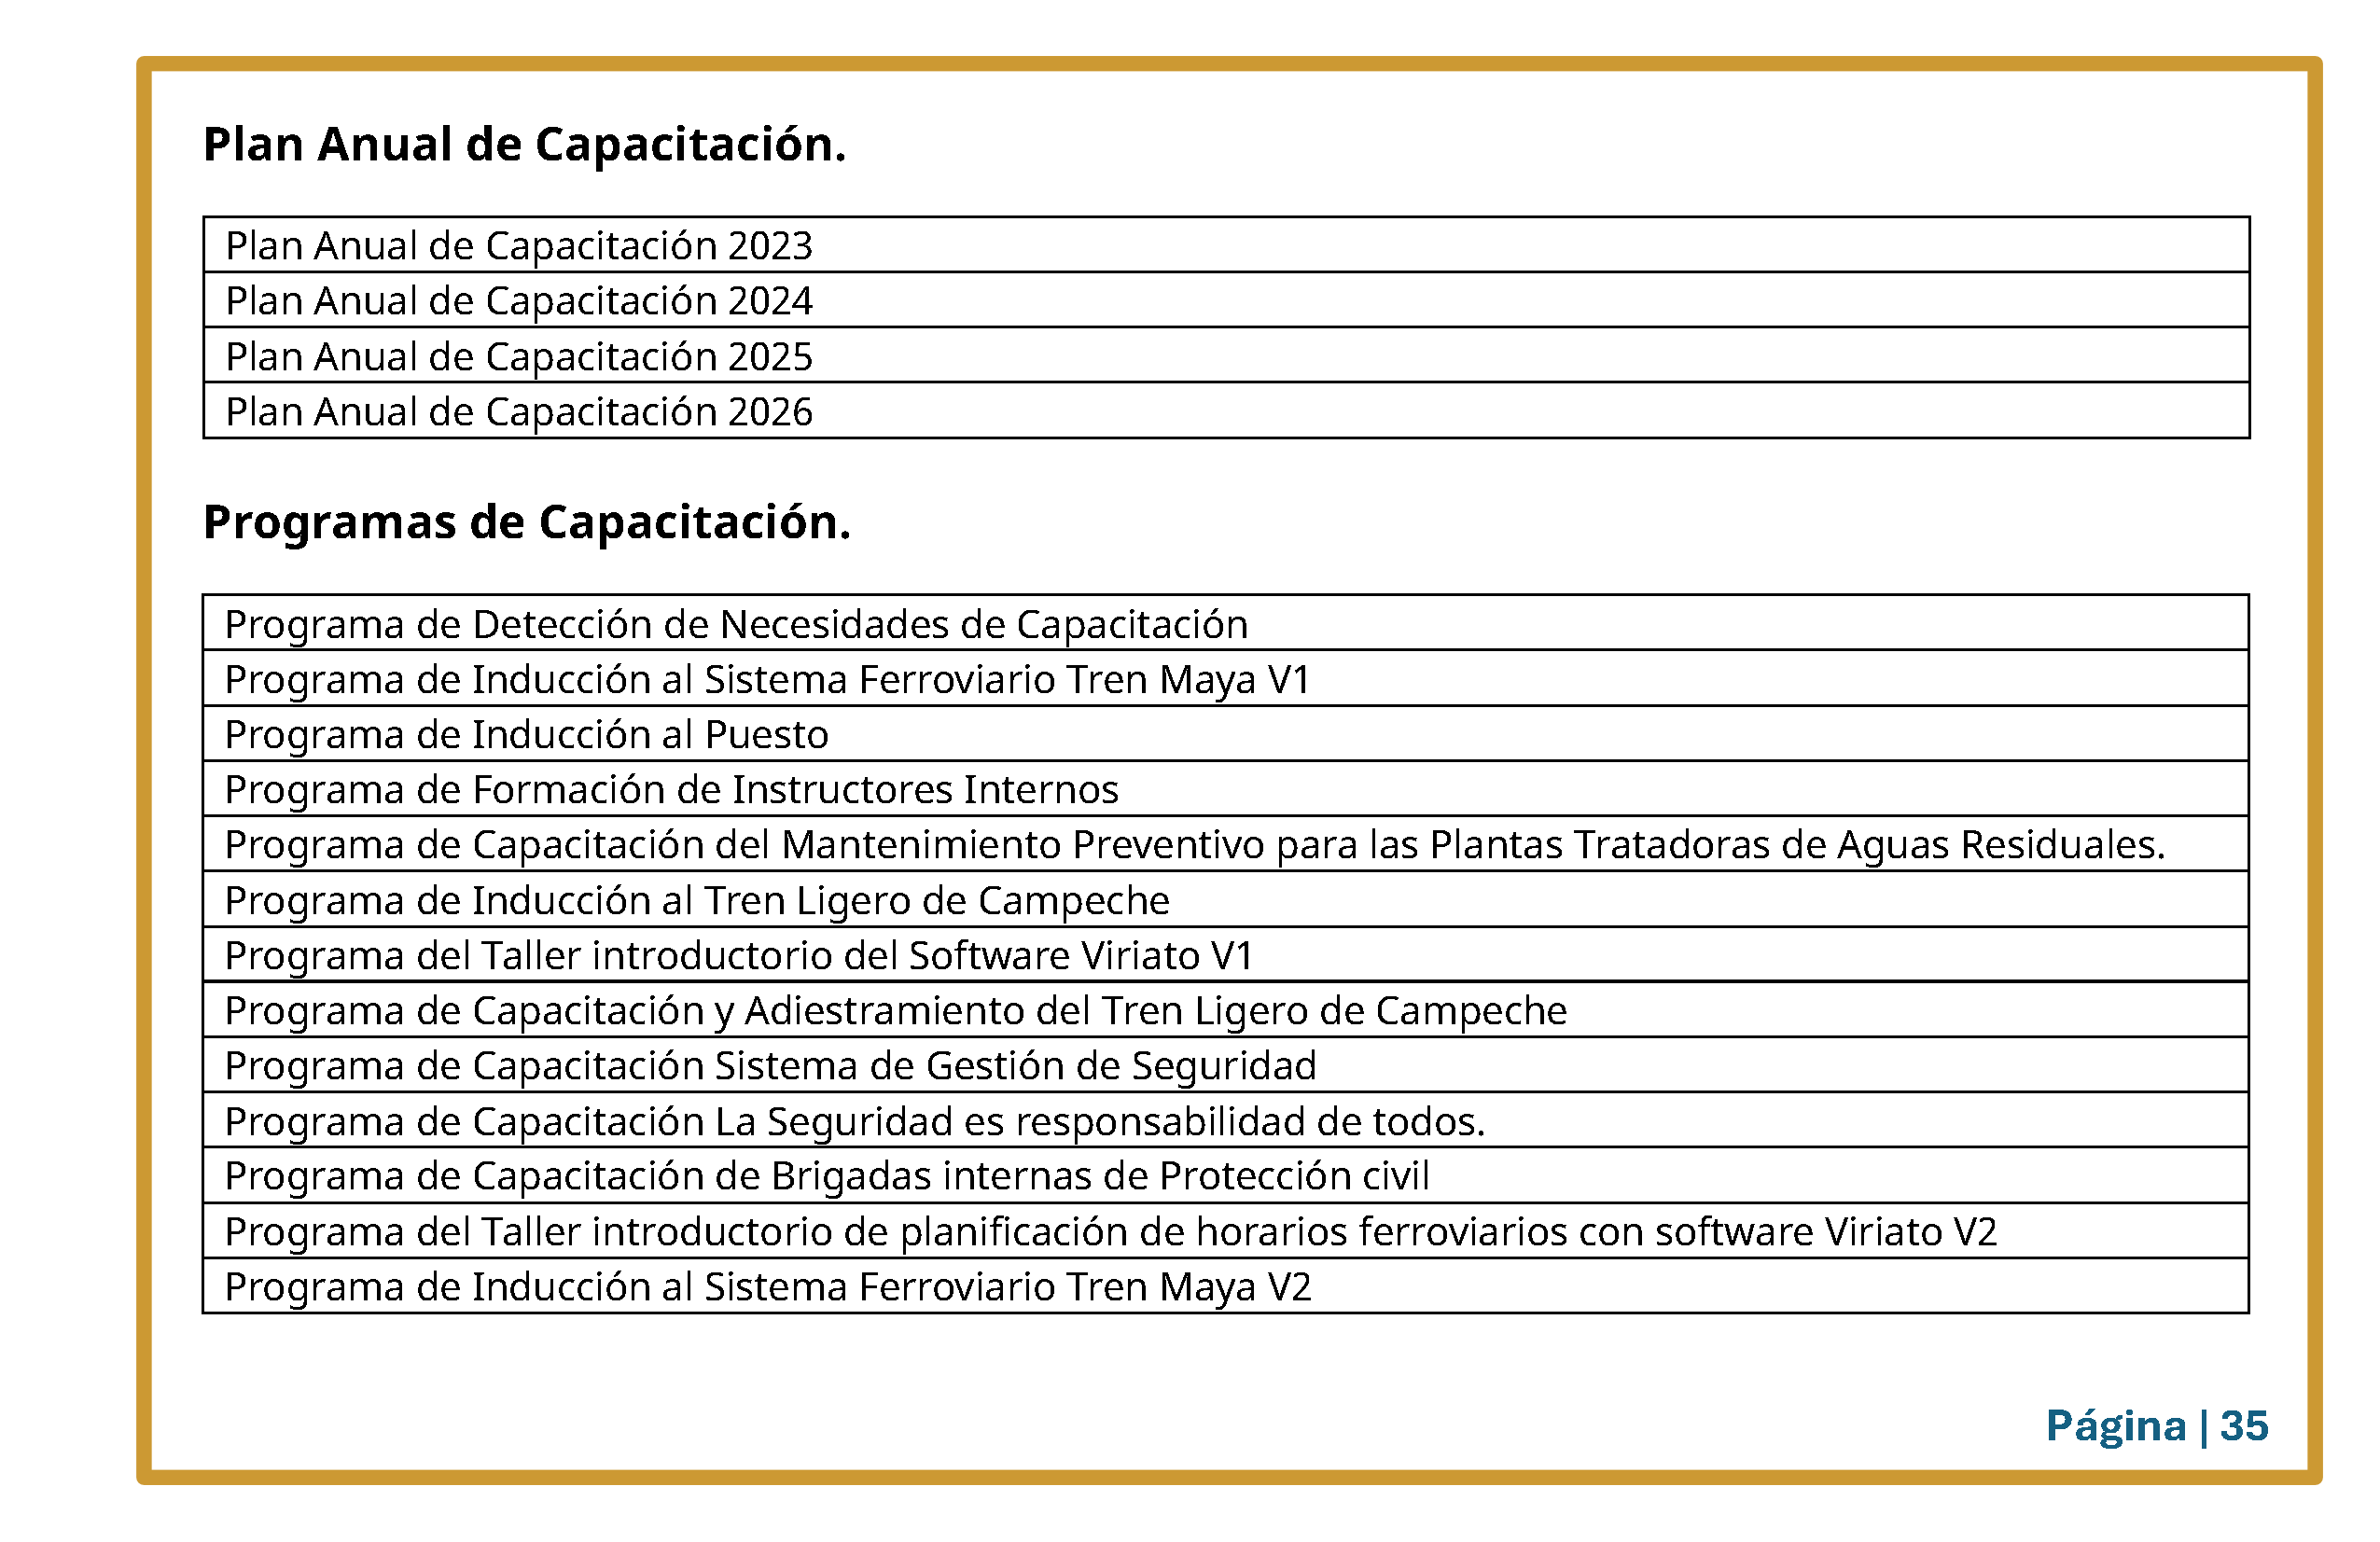 Plan Anual de Capacitación.
Plan Anual de Capacitación 2023
Plan Anual de Capacitación 2024
Plan Anual de Capacitación 2025
Plan Anual de Capacitación 2026
Programas de Capacitación.
Programa de Detección de Necesidades de Capacitación
Programa de Inducción al Sistema Ferroviario Tren Maya V1
Programa de Inducción al Puesto
Programa de Formación de Instructores Internos
Programa de Capacitación del Mantenimiento Preventivo para las Plantas Tratadoras de Aguas Residuales.
Programa de Inducción al Tren Ligero de Campeche
Programa del Taller introductorio del Software Viriato V1
Programa de Capacitación y Adiestramiento del Tren Ligero de Campeche
Programa de Capacitación Sistema de Gestión de Seguridad
Programa de Capacitación La Seguridad es responsabilidad de todos.
Programa de Capacitación de Brigadas internas de Protección civil
Programa del Taller introductorio de planificación de horarios ferroviarios con software Viriato V2
Programa de Inducción al Sistema Ferroviario Tren Maya V2
Página | 35